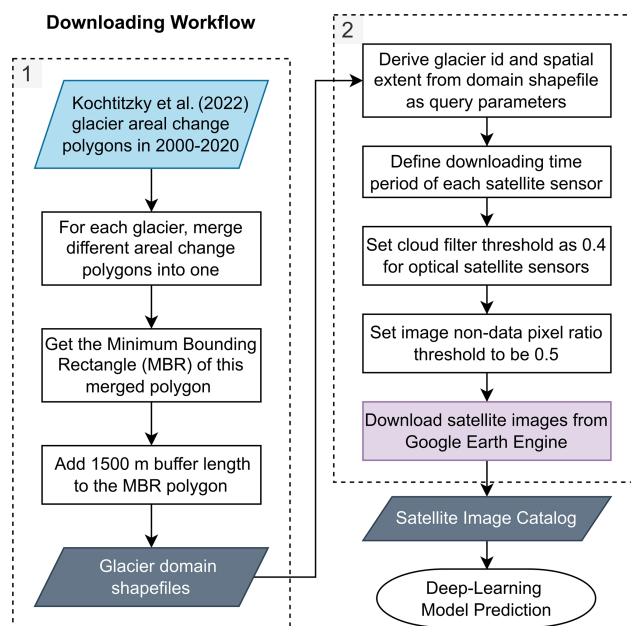 Downloading Workflow
1
Kochtitzky et al. (2022)
glacier areal change
polygons in 2000-2020
For each glacier, merge
different areal change
polygons into one
Get the Minimum Bounding
Rectangle (MBR) of this
merged polygon
Add 1500 m buffer length
to the MBR polygon
Glacier domain
shapefiles
2
Derive glacier id and spatial
extent from domain shapefile
as query parameters
Define downloading time
period of each satellite sensor
Set cloud filter threshold as 0.4
for optical satellite sensors
Set image non-data pixel ratio
threshold to be 0.5
Download satellite images from
Google Earth Engine
Satellite Image Catalog
Deep-Learning
Model Prediction